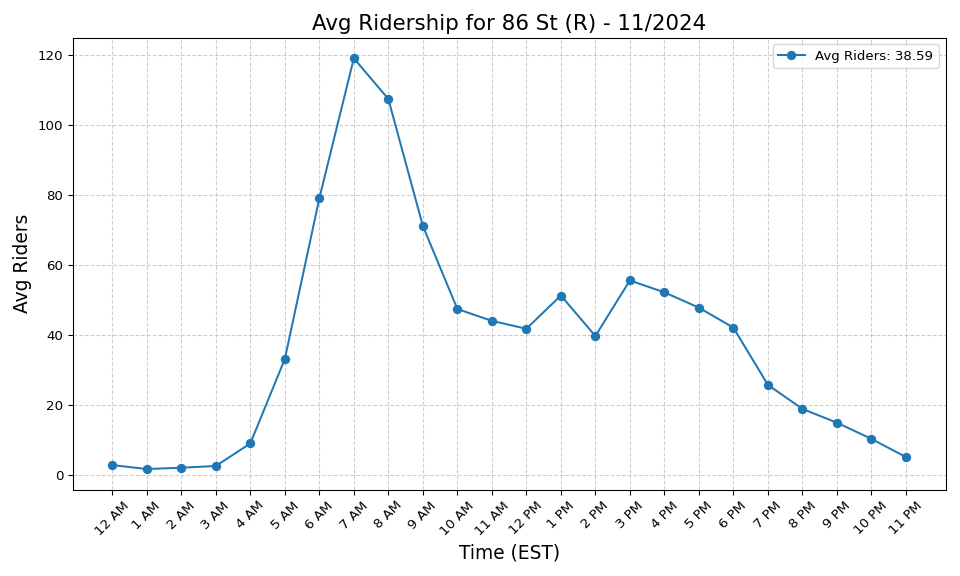 Avg Ridership for 86 St (R) - 11/2024
Avg Riders: 38.59
Avg Riders
120
100
80
60
40
20
0
12 AM
1 AM
2 AM
3 AM
4 AM
5 AM
6 AM
7 AM
8 AM
9 AM
10 AM
11 AM
12 PM
1 PM
2 PM
3 PM
4 PM
5 PM
6 PM
7 PM
8 PM
9 PM
10 PM
11 PM
Time (EST)